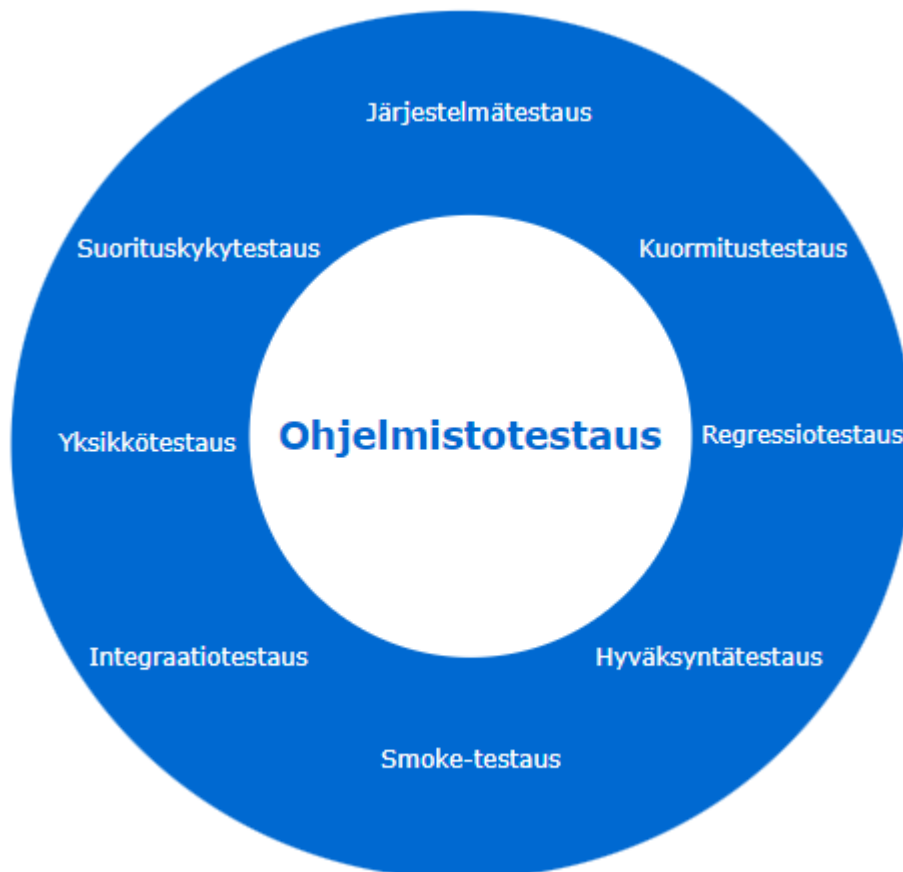 Järjestelmätestaus
Suorituskykytestaus
Kuormitustestaus
Yksikkötestaus
Ohjelmistotestaus
Regressiotestaus
Integraatiotestaus
Hyväksyntätestaus
Smoke-testaus